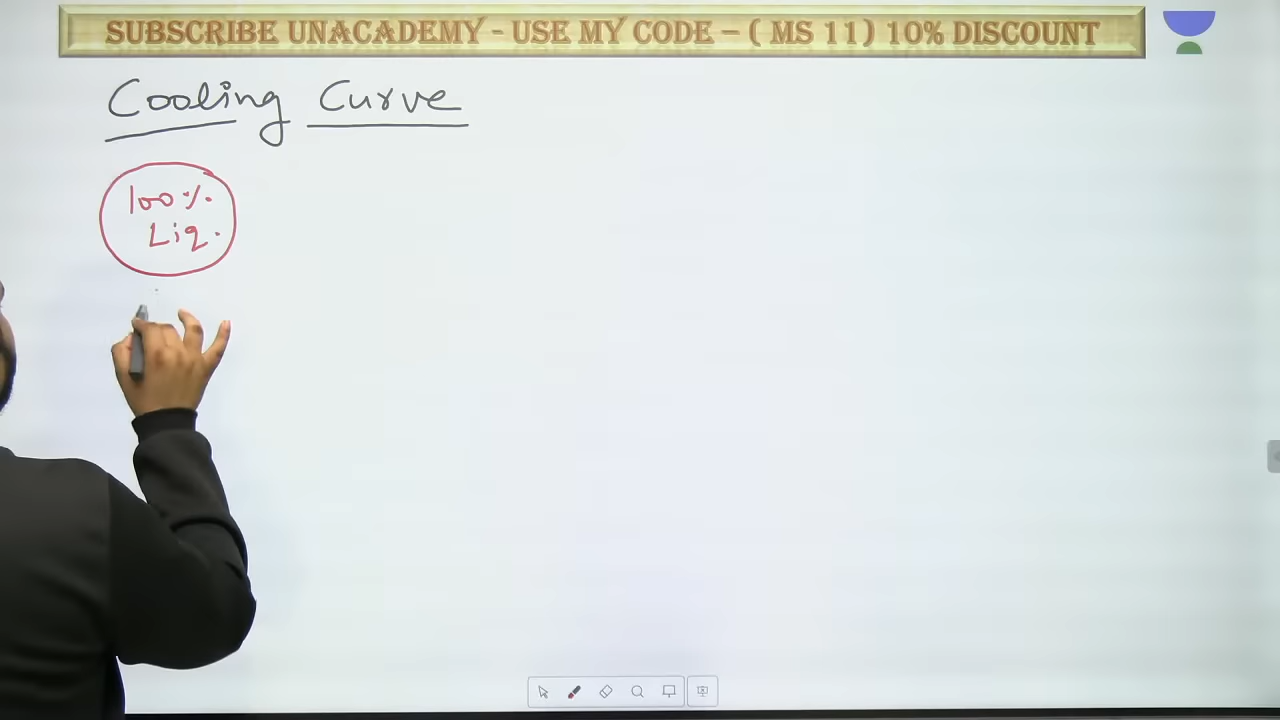 SUBSCRIBE UNACADEMY - USE MY CODE – ( MS 11) 10% DISCOUNT
Cooling Curve
100%.
Liq.